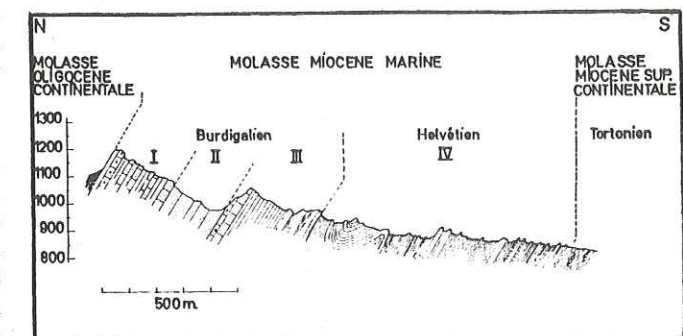 N S
MOLASSE
OLIGOCENE
CONTINENTALE
MOLASSE MIOCENE MARINE
MOLASSE
MIOCENE SUP.
CONTINENTALE
1300
1200
1100
1000
900
800
Burdigalien
Helvétien
Tortonien
I
II
III
IV
500m.